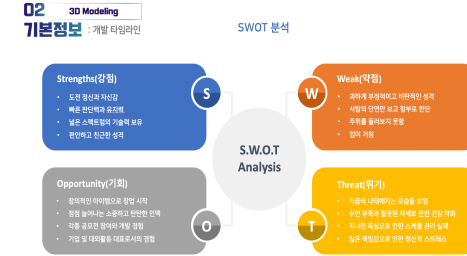 02 3D Modeling
기본정보 : 개발 타임라인
SWOT 분석
Strengths(강점)
• 도전 정신과 자신감
• 빠른 판단력과 유지력
• 넓은 스펙트럼의 기술력 보유
• 편안하고 친근한 성격
S
W
Weak(약점)
• 과하게 부정적이고 비판적인 성격
• 사람의 단면만 보고 함부로 판단
• 주위를 둘러보지 못함
• 입이 거침
S.W.O.T
Analysis
Opportunity(기회)
• 창의적인 아이템으로 창업 시작
• 점점 늘어나는 소중하고 탄탄한 인맥
• 각종 공모전 참여와 개발 경험
• 기업 및 대외활동 대표로서의 경험
O
T
Threat(위기)
• 가끔씩 나태해지는 모습을 보임
• 수면 부족과 잘못된 자세로 인한 건강 악화
• 지나친 욕심으로 인한 스케줄 관리 실패
• 많은 책임감으로 인한 정신적 스트레스